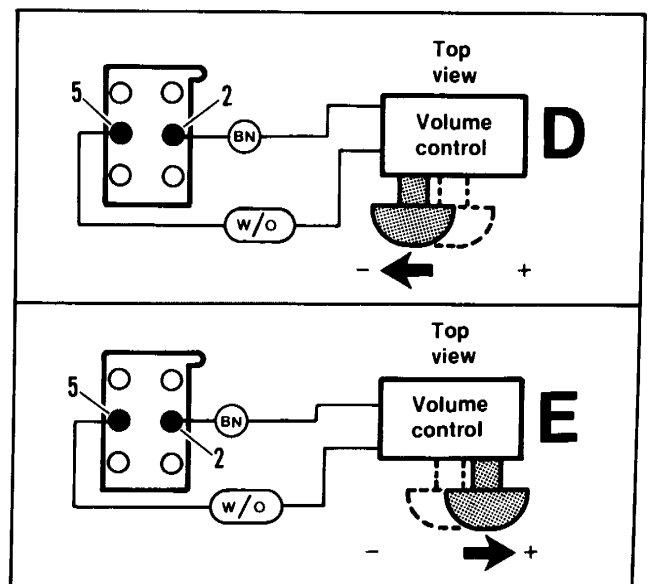 Top
view
5
2
BN
Volume
control
D
W/O
- +
Top
view
5
BN
Volume
control
E
2
W/O
- +